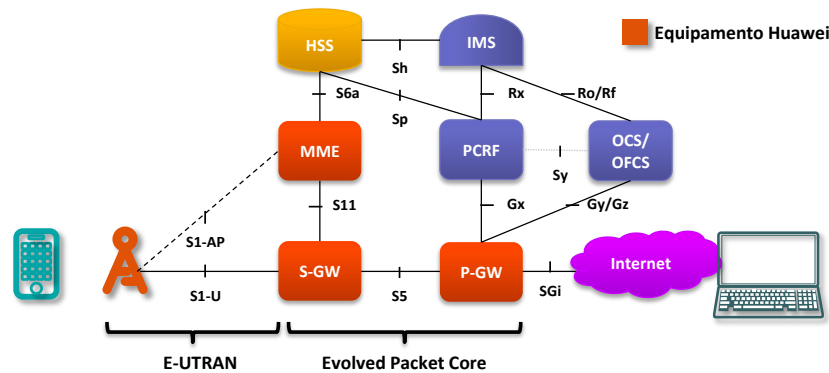 HSS
IMS
Equipamento Huawei
Sh
S6a
Rx
Ro/Rf
Sp
MME
PCRF
OCS/
OFCS
Sy
S11
Gx
Gy/Gz
S1-AP
S-GW
P-GW
Internet
S1-U
S5
SGi
E-UTRAN
Evolved Packet Core